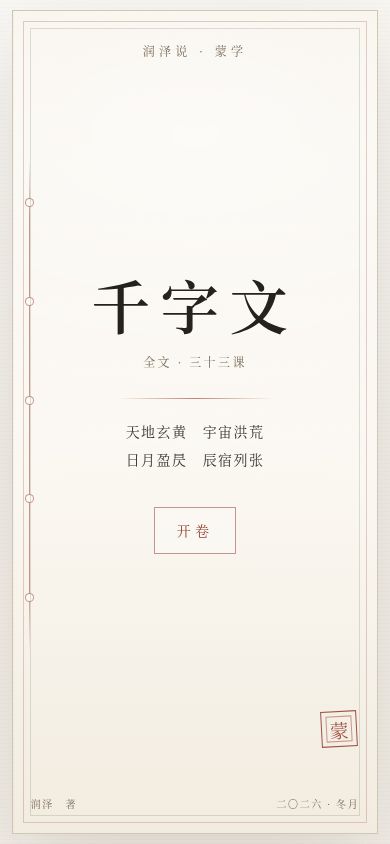 润泽说 · 蒙学
千字文
全文 · 三十三课
天地玄黄 宇宙洪荒
日月盈昃 辰宿列张
开卷
蒙
润泽 著
二〇二六 · 冬月